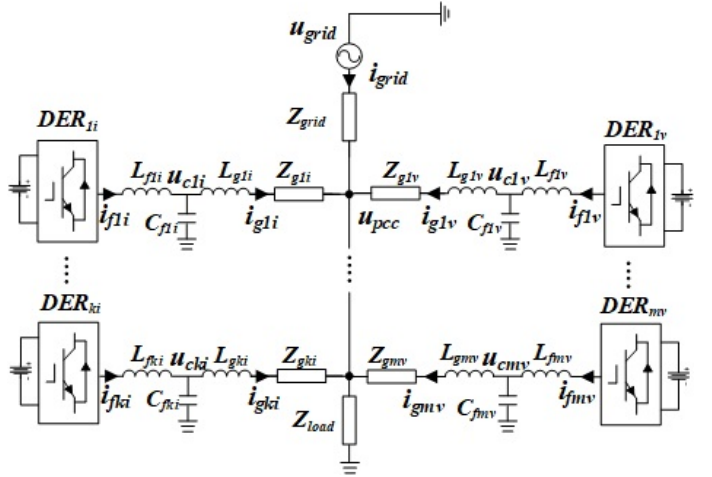 u_grid
i_grid
Z_grid
DER_1i
L_f1i u_c1i L_g1i Z_g1i
i_f1i C_f1i i_g1i
Z_g1v L_g1v u_c1v L_f1v
DER_1v
u_pcc i_g1v C_f1v i_f1v
DER_ki
L_fki u_cki L_gki Z_gki
i_fki C_fki i_gki
Z_gmv L_gmv u_cmv L_fmv
DER_mv
i_gmv C_fmv i_fmv
Z_load